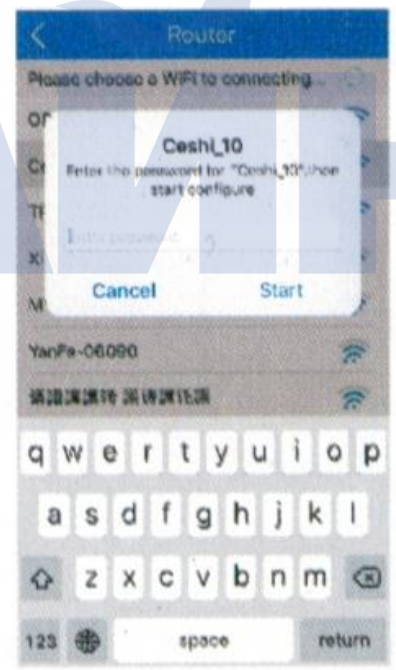 Router
Please choose a WiFi to connecting...
Ceshi_10
Enter the password for "Ceshi_10", then
start configure
Cancel
Start
YanFa-06090
q w e r t y u i o p
a s d f g h j k l
z x c v b n m
123
space
return